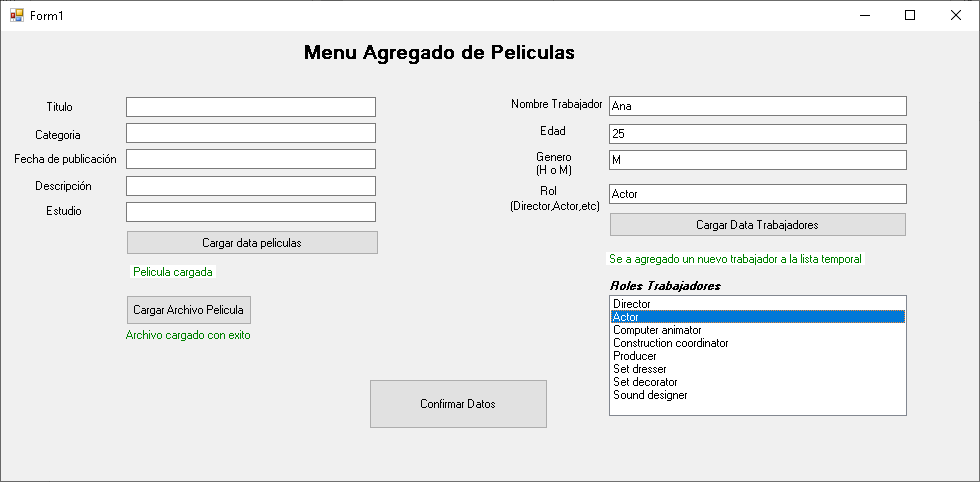 Form1
Menu Agregado de Peliculas
Titulo
Categoria
Fecha de publicación
Descripción
Estudio
Cargar data peliculas
Pelicula cargada
Cargar Archivo Pelicula
Archivo cargado con exito
Nombre Trabajador Ana
Edad 25
Genero
(H o M) M
Rol
(Director,Actor,etc) Actor
Cargar Data Trabajadores
Se a agregado un nuevo trabajador a la lista temporal
Roles Trabajadores
Director
Actor
Computer animator
Construction coordinator
Producer
Set dresser
Set decorator
Sound designer
Confirmar Datos